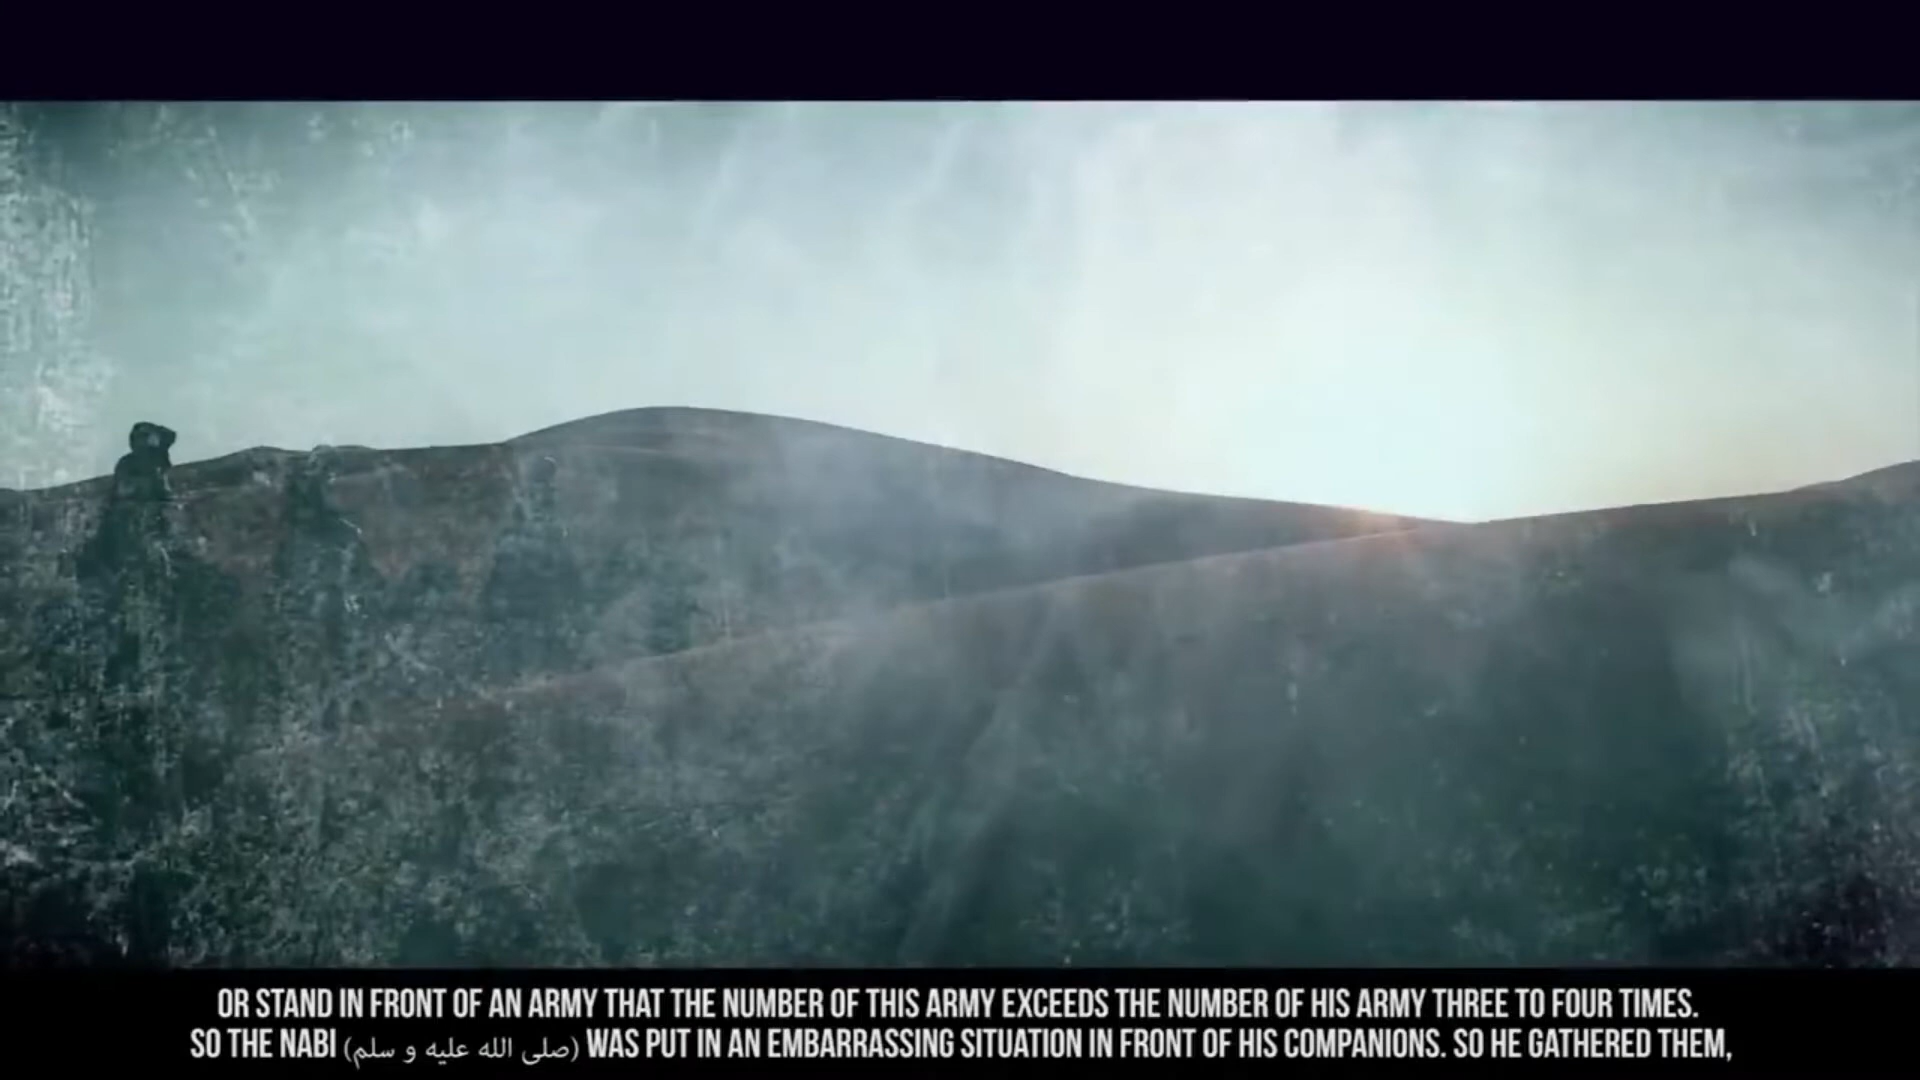 OR STAND IN FRONT OF AN ARMY THAT THE NUMBER OF THIS ARMY EXCEEDS THE NUMBER OF HIS ARMY THREE TO FOUR TIMES.
SO THE NABI (صلى الله عليه و سلم) WAS PUT IN AN EMBARRASSING SITUATION IN FRONT OF HIS COMPANIONS. SO HE GATHERED THEM,